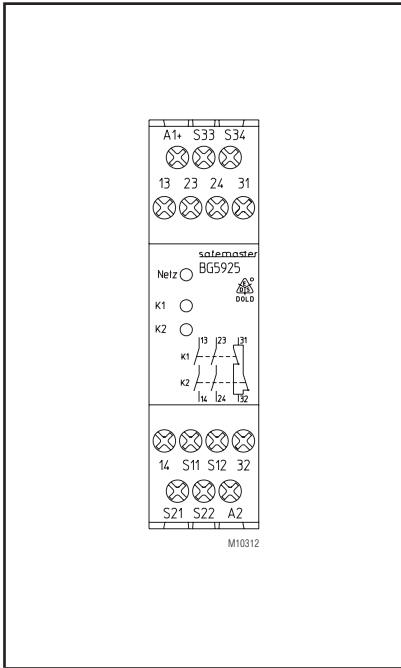 A1+ S33 S34
13 23 24 31
safemaster
BG5925
Netz
DOLD
K1
K2
13 23 31
K1
K2
14 24 32
14 S11 S12 32
S21 S22 A2
M10312